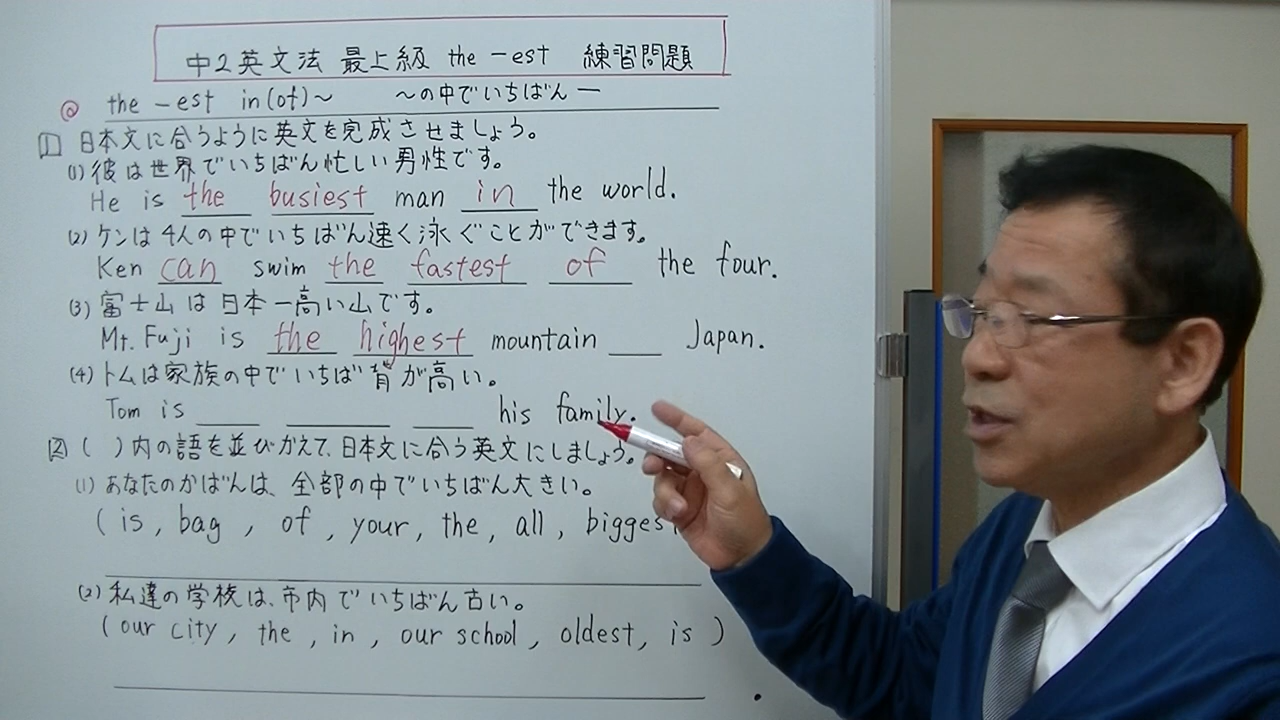 中2英文法 最上級 the -est 練習問題
@ the -est in(of)～ ～の中でいちばん―
1 日本文に合うように英文を完成させましょう。
(1) 彼は世界でいちばん忙しい男性です。
He is the busiest man in the world.
(2) ケンは4人の中でいちばん速く泳ぐことができます。
Ken can swim the fastest of the four.
(3) 富士山は日本一高い山です。
Mt. Fuji is the highest mountain ___ Japan.
(4) トムは家族の中でいちば 背が高い。
Tom is ___ ___ ___ his family.
2 ( )内の語を並びかえて、日本文に合う英文にしましょう。
(1) あなたのかばんは、全部の中でいちばん大きい。
( is, bag, of, your, the, all, bigges
(2) 私達の学校は、市内でいちばん古い。
( our city, the, in, our school, oldest, is )